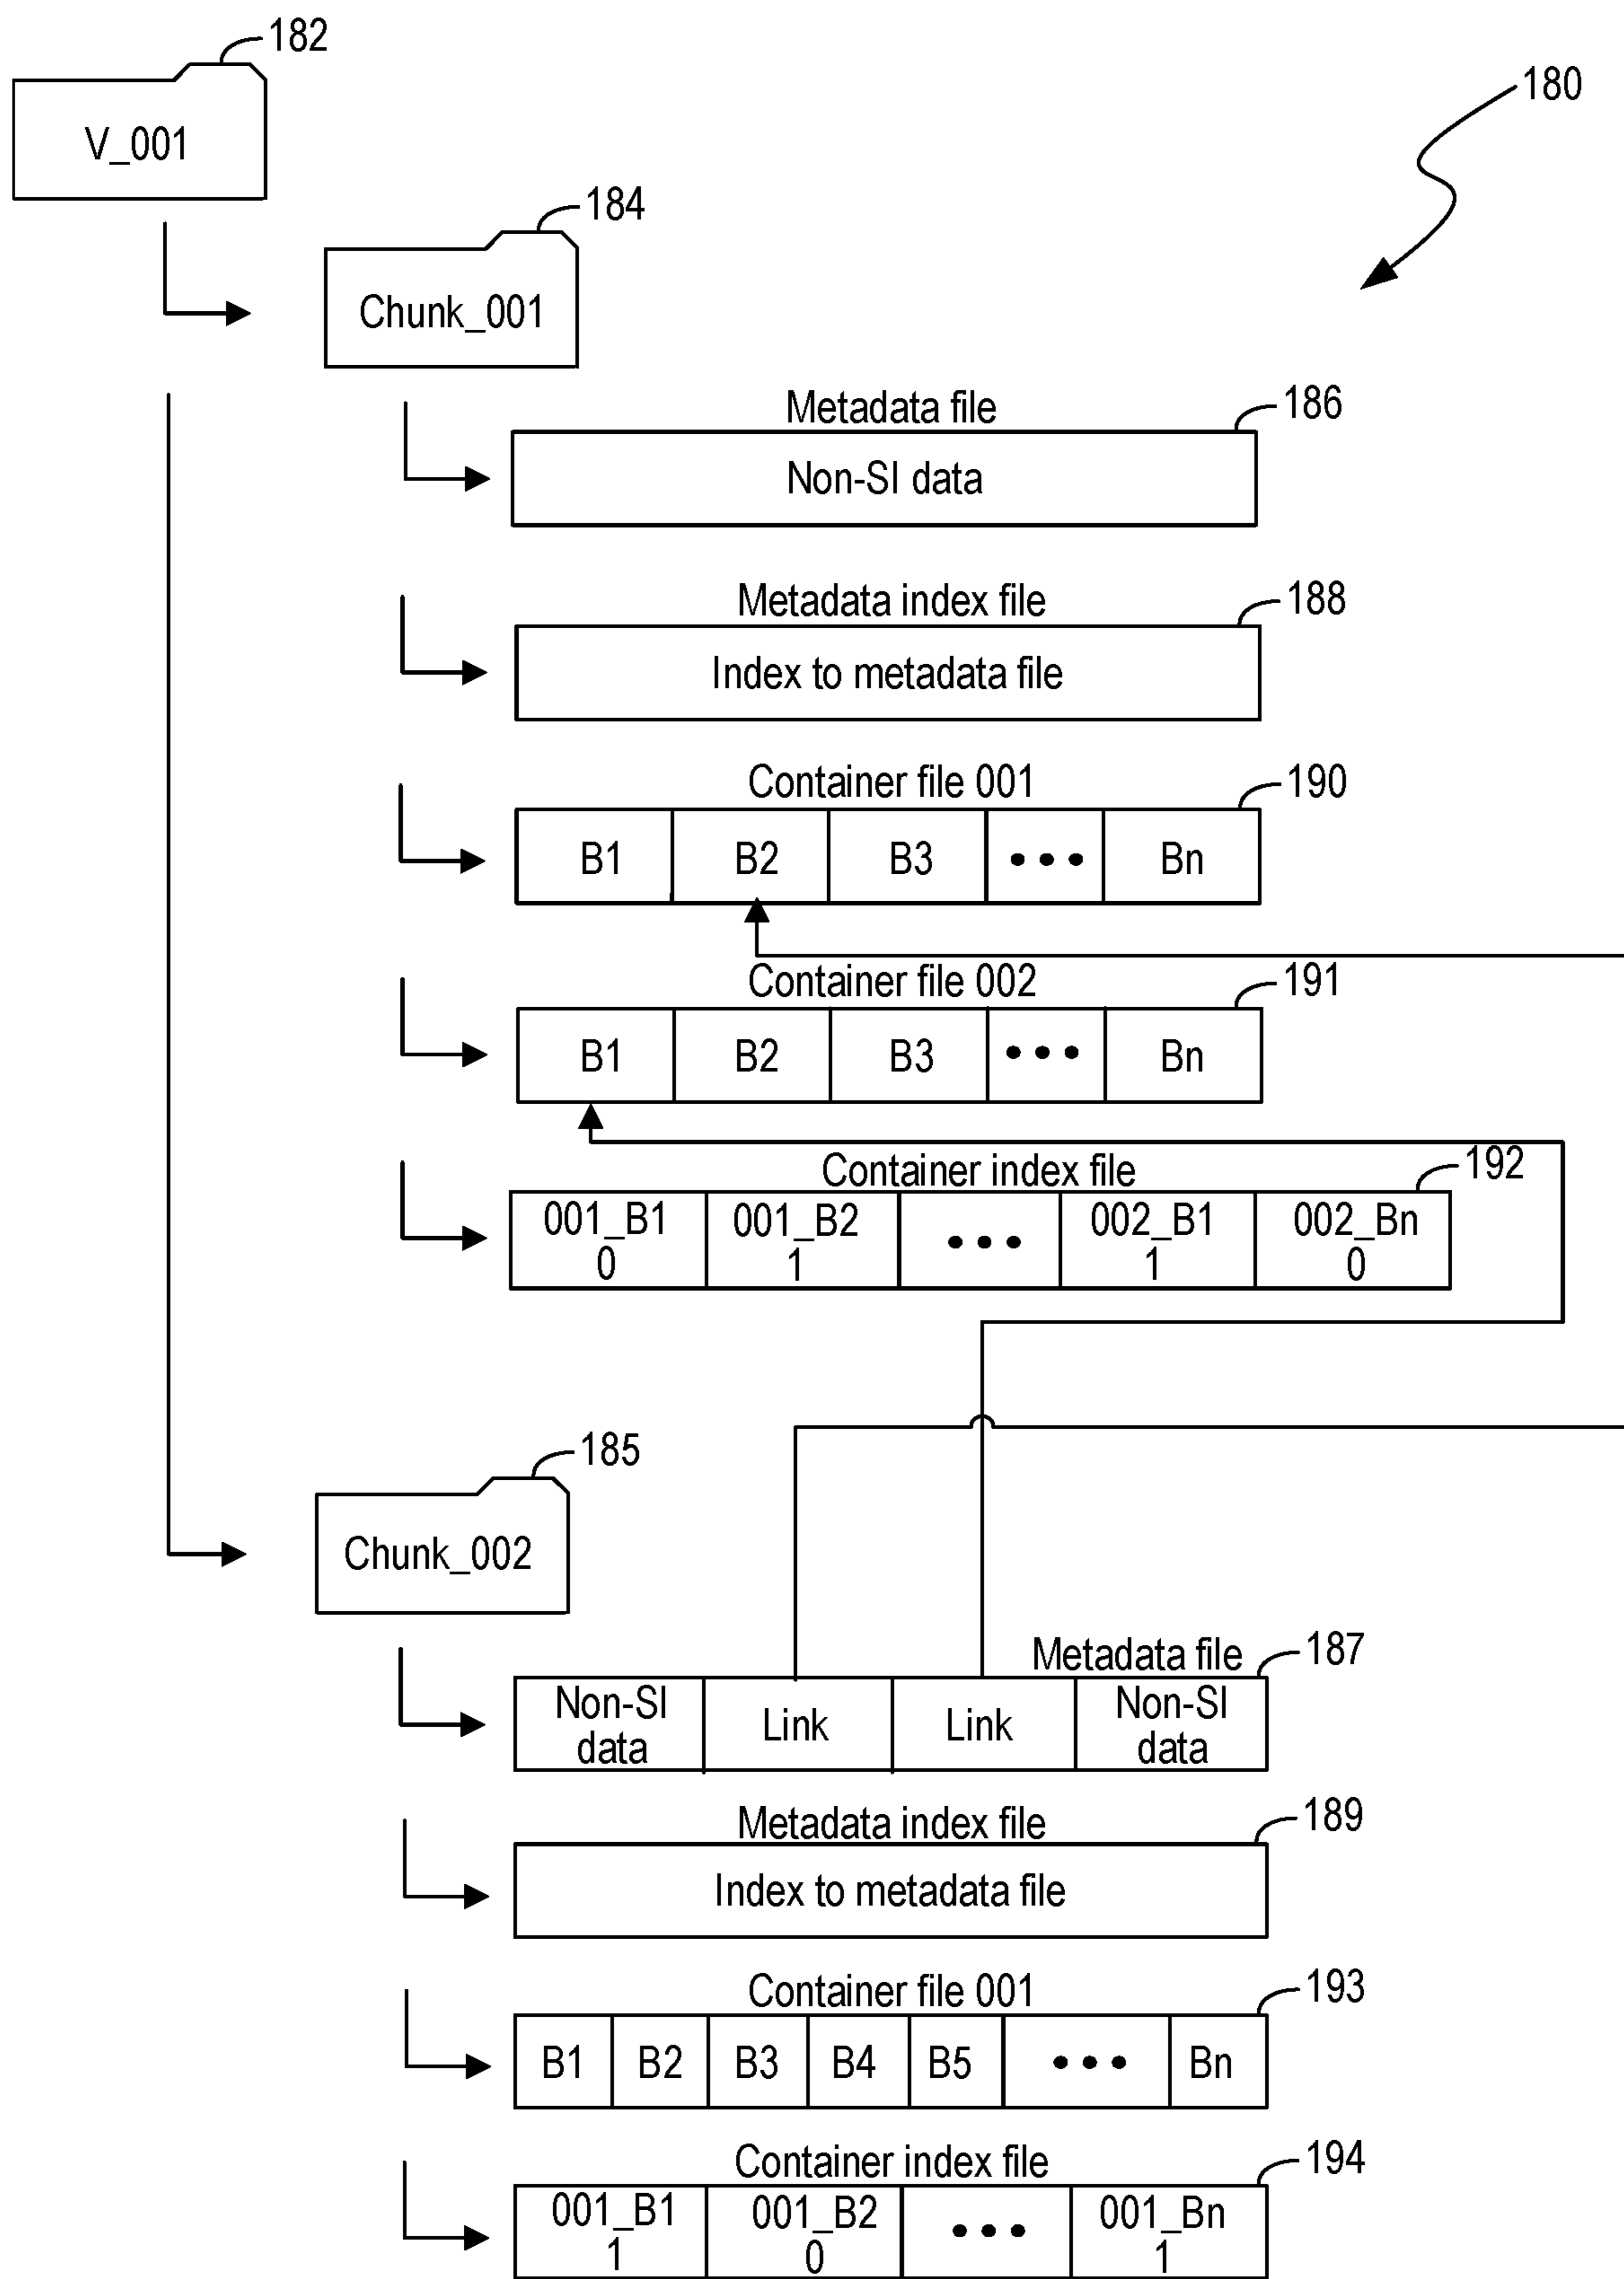 182
V_001
180
184
Chunk_001
Metadata file
186
Non-SI data
Metadata index file
188
Index to metadata file
Container file 001
190
B1 B2 B3 ••• Bn
Container file 002
191
B1 B2 B3 ••• Bn
Container index file
192
001_B1 001_B2 ••• 002_B1 002_Bn
0 1 1 0
185
Chunk_002
Metadata file
187
Non-SI Link Link Non-SI
data data
Metadata index file
189
Index to metadata file
Container file 001
193
B1 B2 B3 B4 B5 ••• Bn
Container index file
194
001_B1 001_B2 ••• 001_Bn
1 0 1